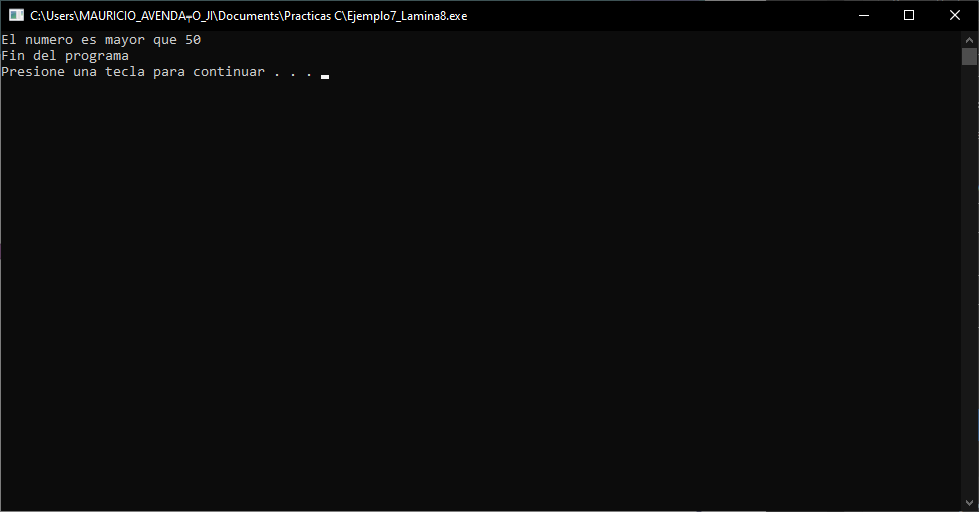 C:\Users\MAURICIO_AVENDA╤O_JI\Documents\Practicas C\Ejemplo7_Lamina8.exe
El numero es mayor que 50
Fin del programa
Presione una tecla para continuar . . .